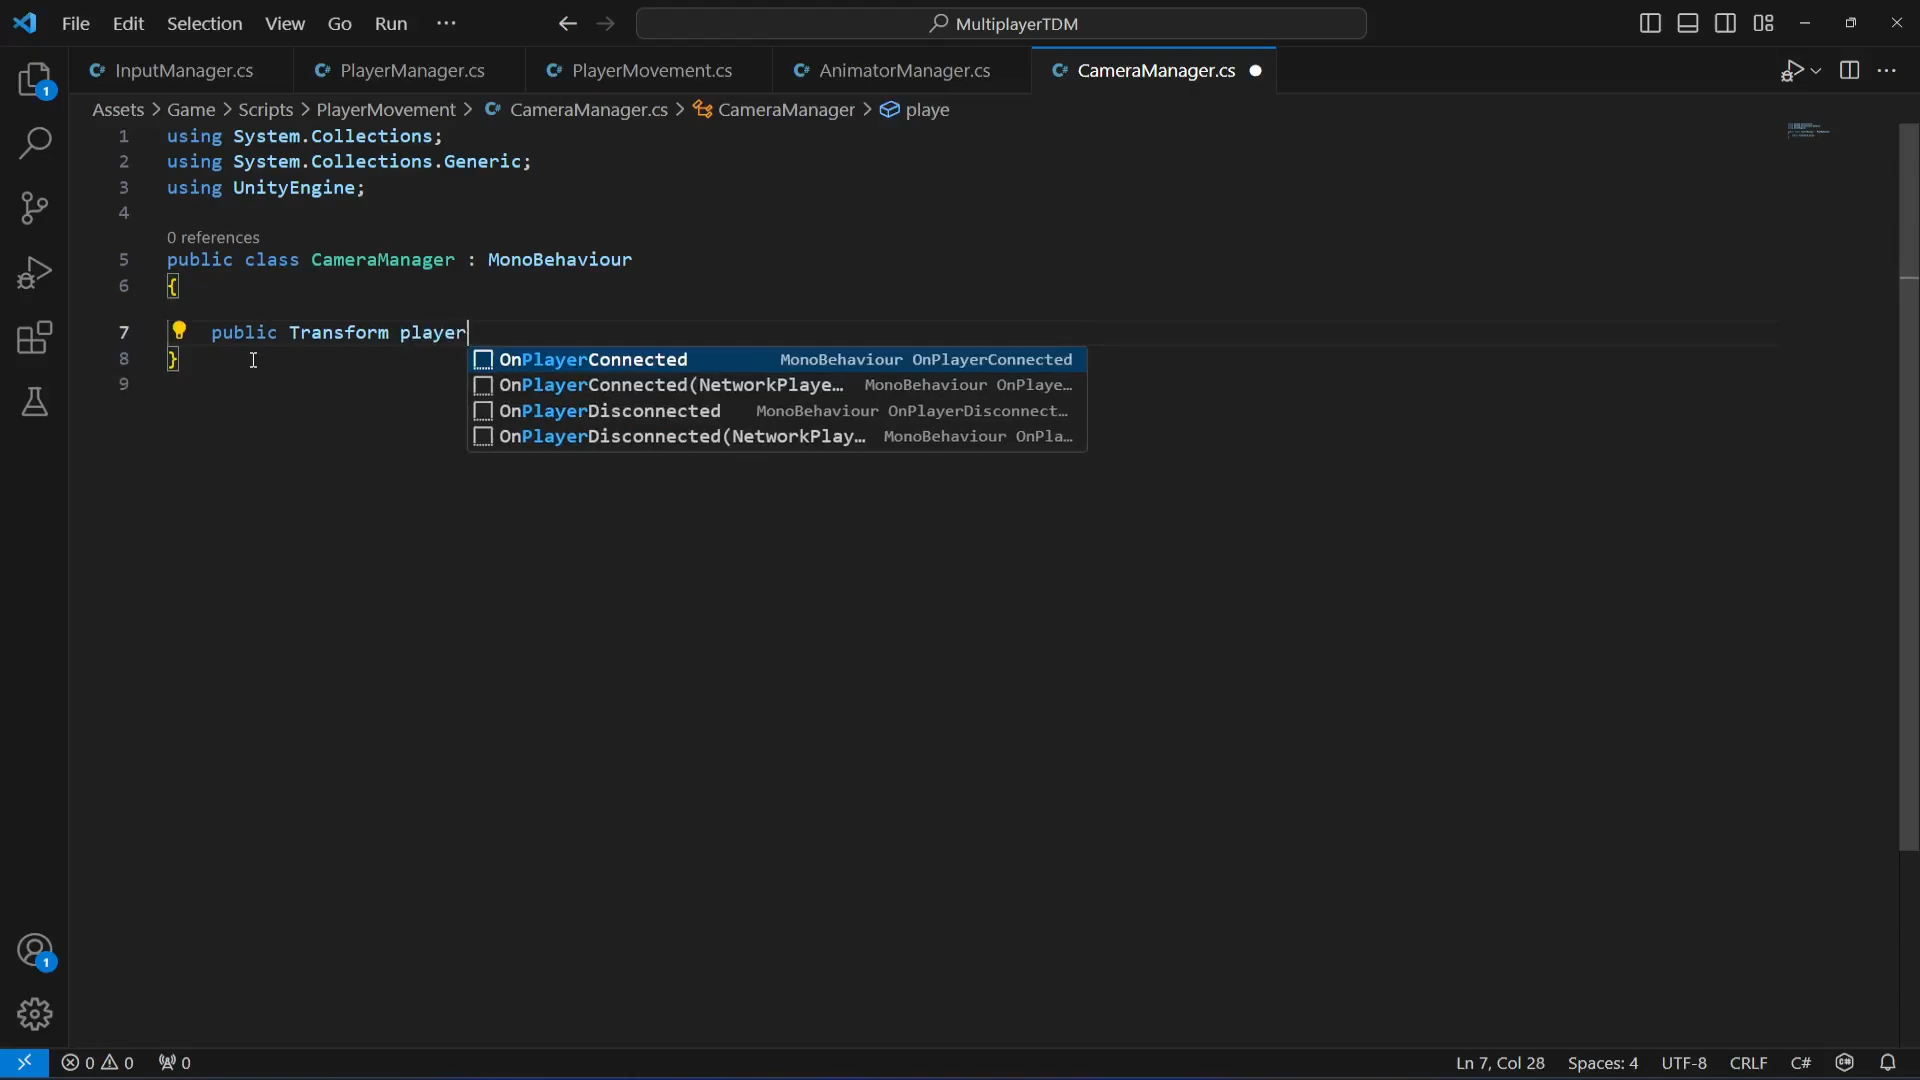 File Edit Selection View Go Run ··· MultiplayerTDM
InputManager.cs PlayerManager.cs PlayerMovement.cs AnimatorManager.cs CameraManager.cs
Assets > Game > Scripts > PlayerMovement > CameraManager.cs > CameraManager > playe
1 using System.Collections;
2 using System.Collections.Generic;
3 using UnityEngine;
4
0 references
5 public class CameraManager : MonoBehaviour
6 {
7 public Transform player
OnPlayerConnected MonoBehaviour OnPlayerConnected
8 }
OnPlayerConnected(NetworkPlaye… MonoBehaviour OnPlaye…
9
OnPlayerDisconnected MonoBehaviour OnPlayerDisconnect…
OnPlayerDisconnected(NetworkPlay… MonoBehaviour OnPla…
1
1
0 0 0 Ln 7, Col 28 Spaces: 4 UTF-8 CRLF C#